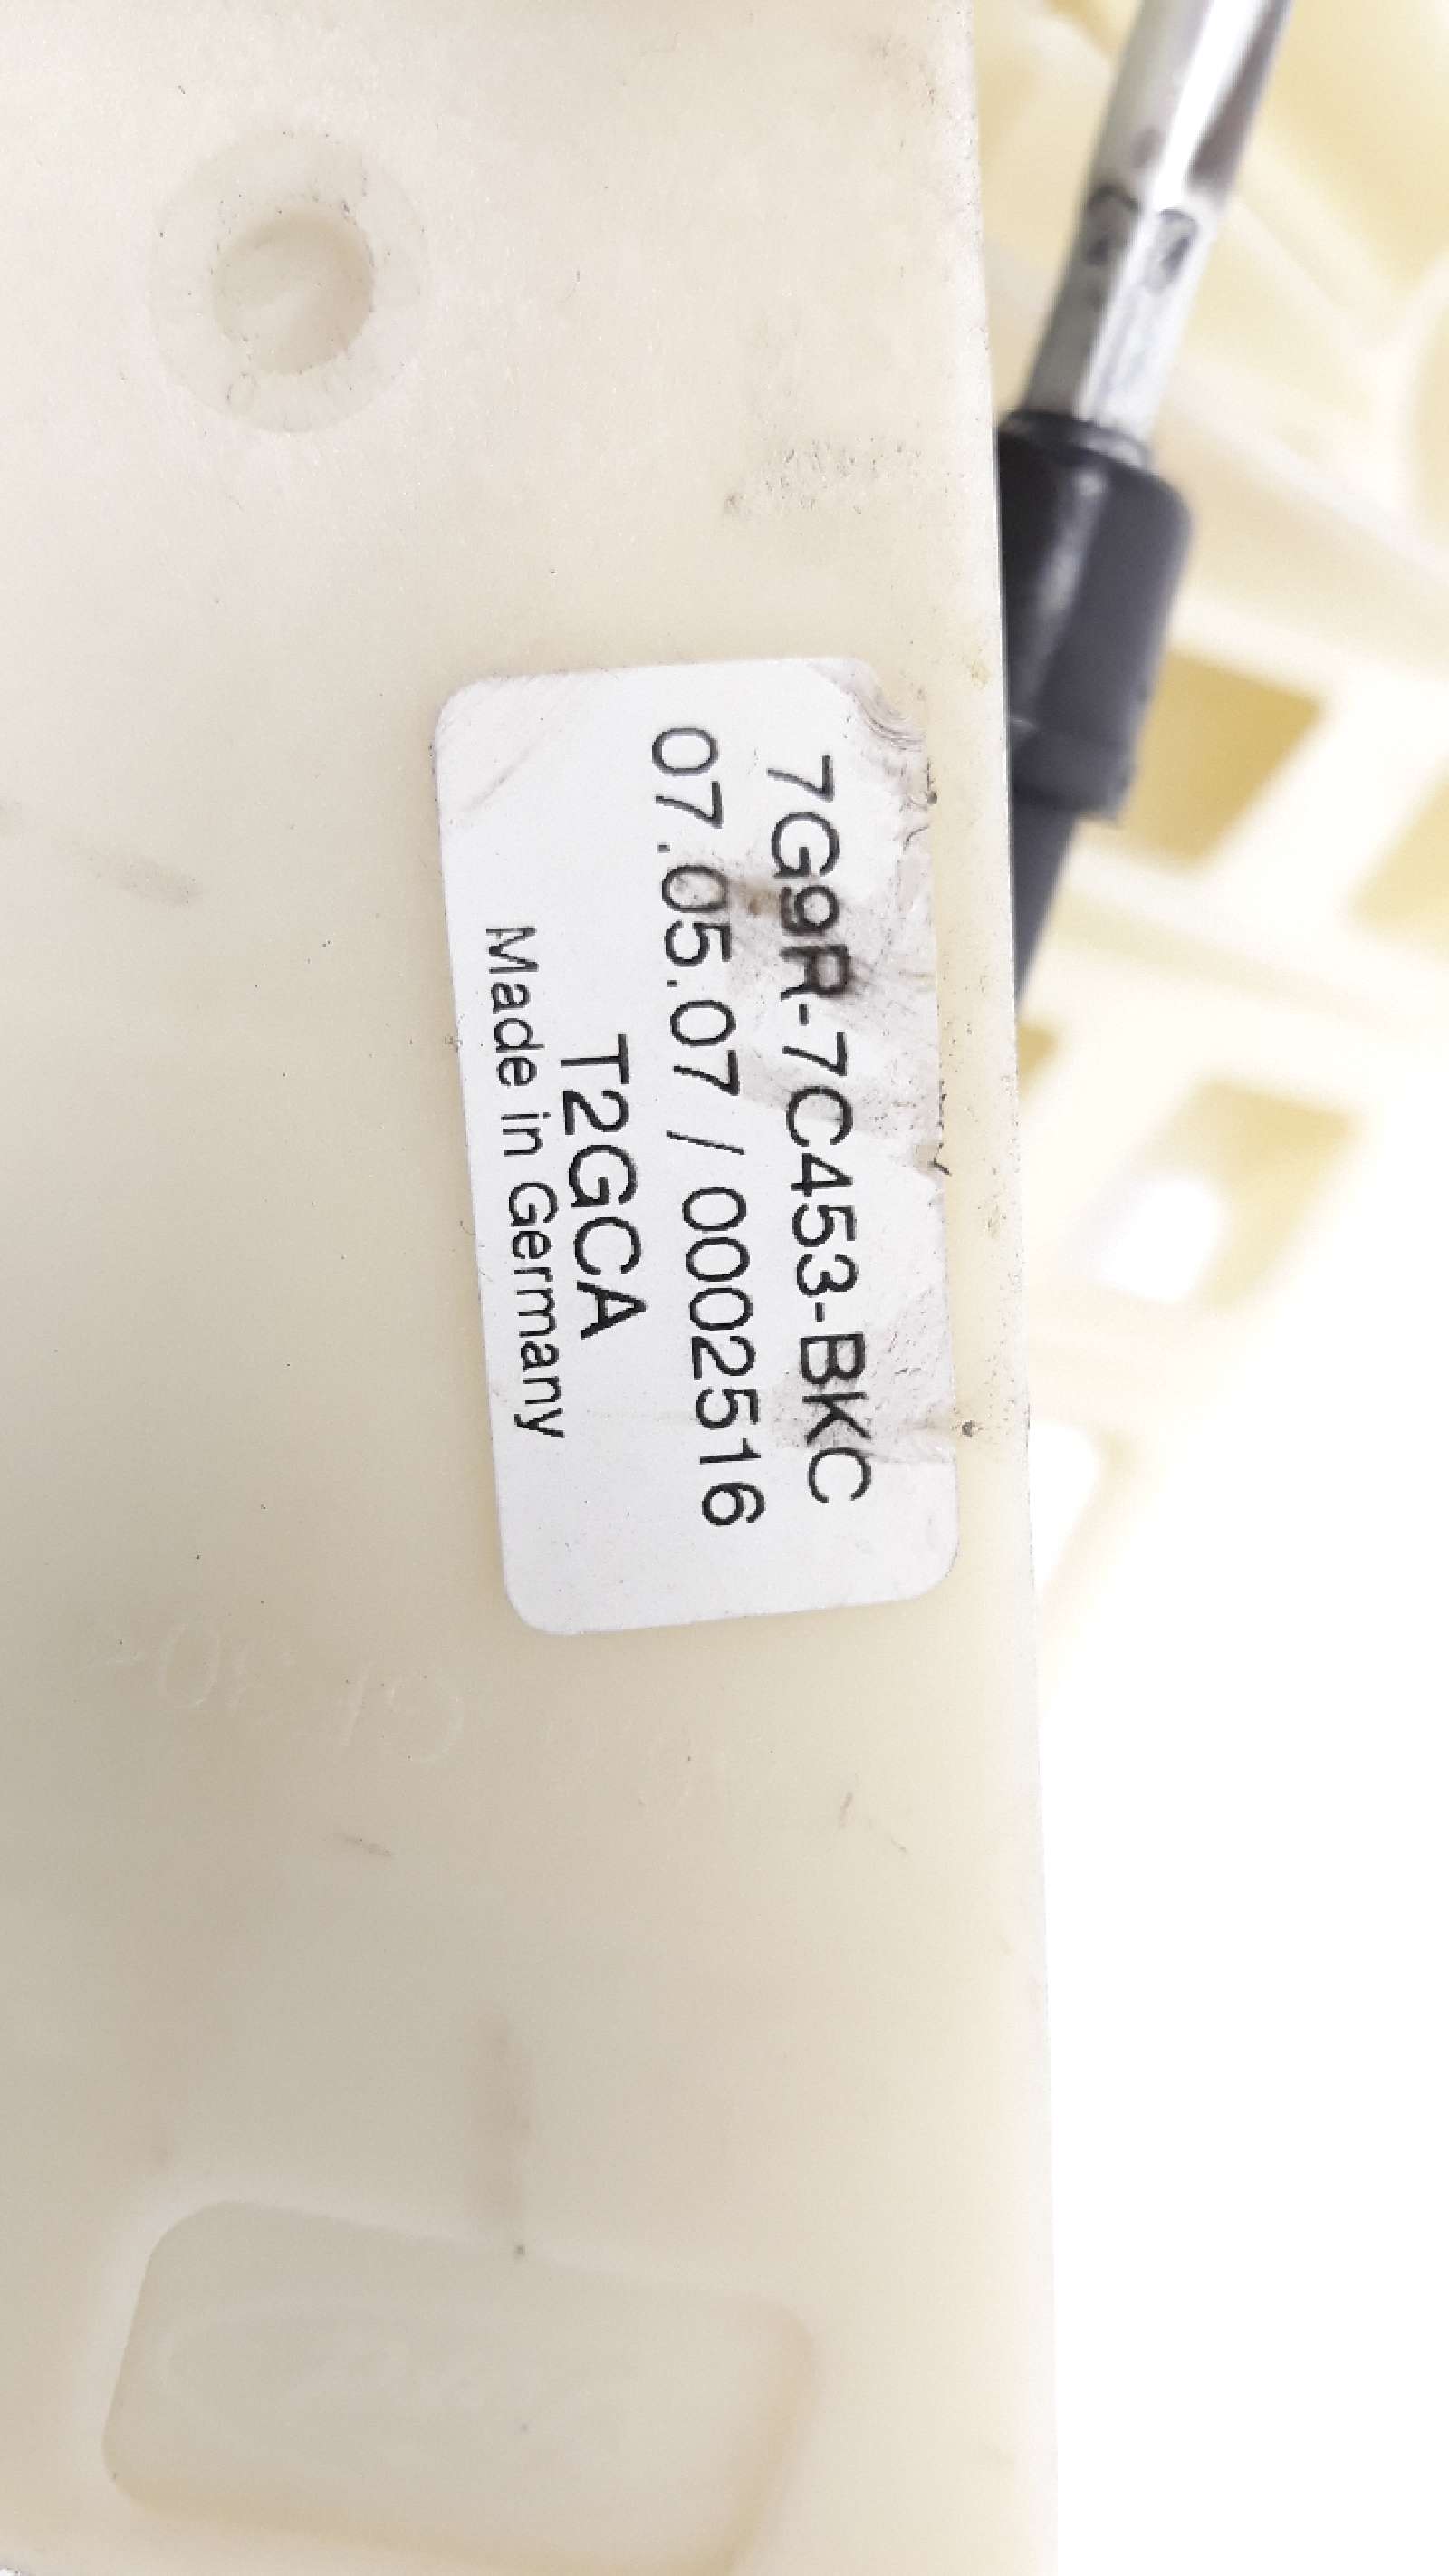 7G9R-7C453-BKC
07.05.07 / 0002516
T2GCA
Made in Germany